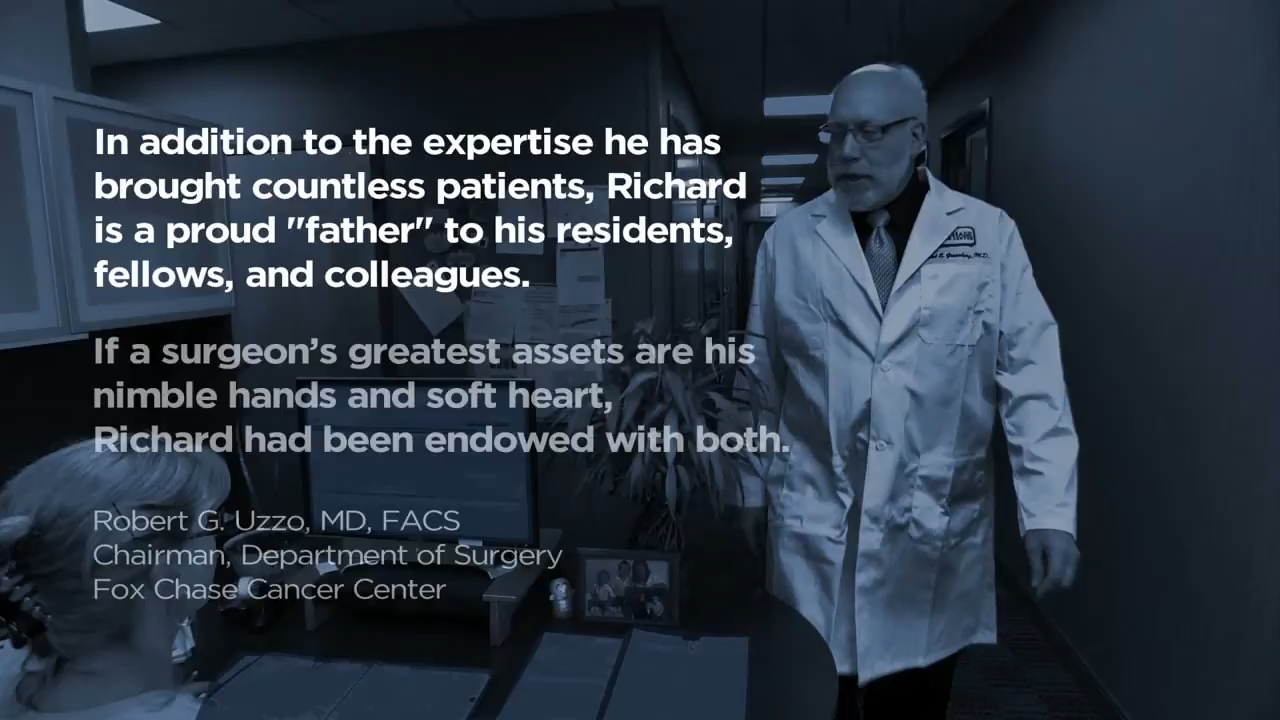 In addition to the expertise he has
brought countless patients, Richard
is a proud "father" to his residents,
fellows, and colleagues.
If a surgeon's greatest assets are his
nimble hands and soft heart,
Richard had been endowed with both.
Robert G. Uzzo, MD, FACS
Chairman, Department of Surgery
Fox Chase Cancer Center